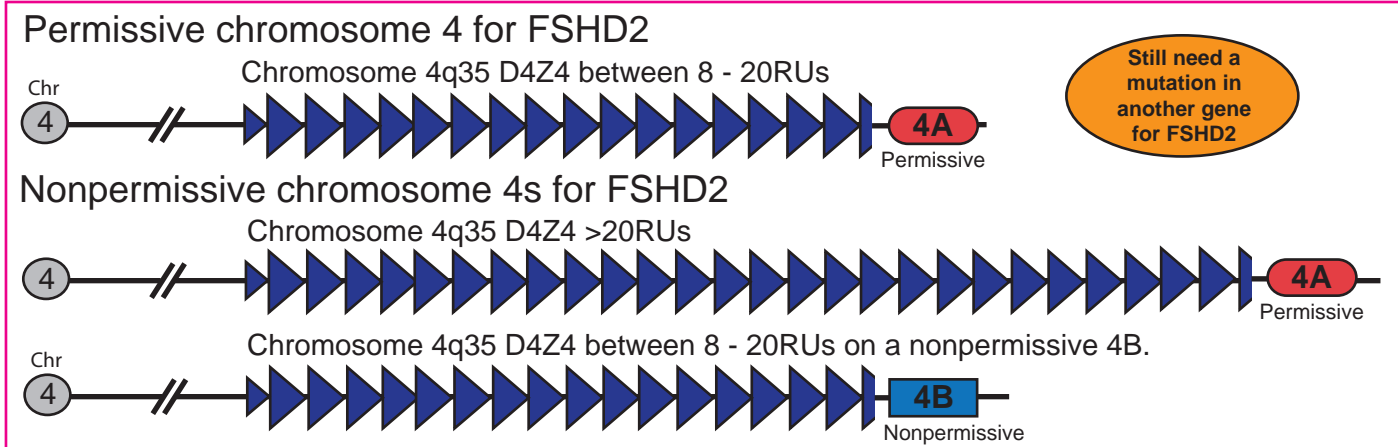 Permissive chromosome 4 for FSHD2
Still need a
mutation in
another gene
for FSHD2
Chromosome 4q35 D4Z4 between 8 - 20RUs
Chr
4
4A
Permissive
Nonpermissive chromosome 4s for FSHD2
Chromosome 4q35 D4Z4 >20RUs
4
4A
Permissive
Chromosome 4q35 D4Z4 between 8 - 20RUs on a nonpermissive 4B.
Chr
4
4B
Nonpermissive